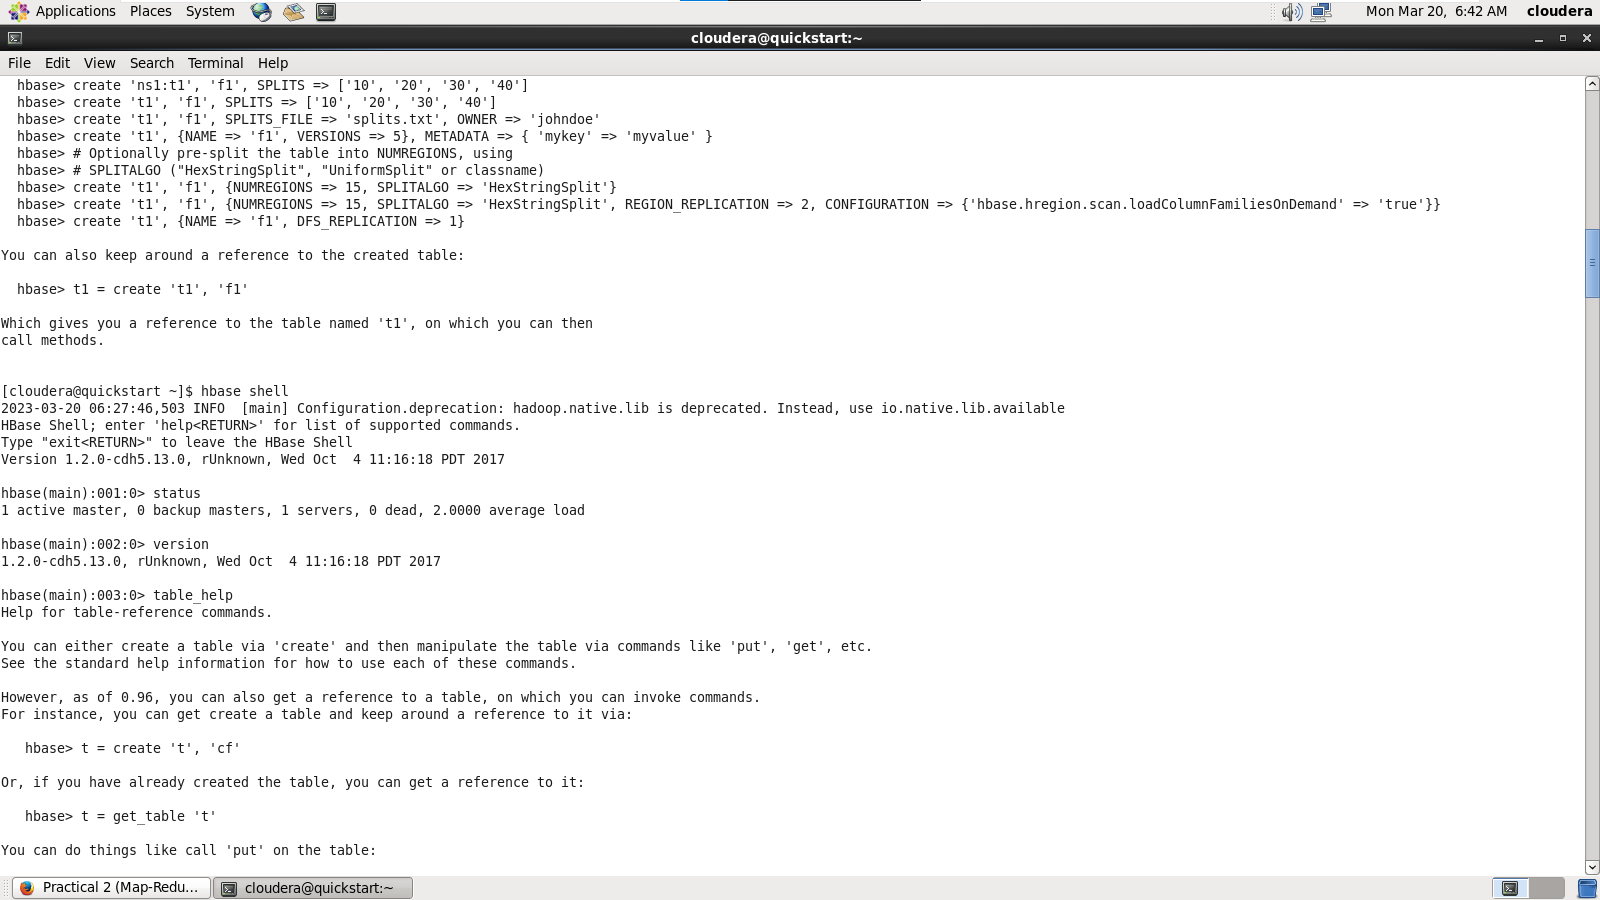 Applications Places System Mon Mar 20, 6:42 AM cloudera
cloudera@quickstart:~
File Edit View Search Terminal Help
  hbase> create 'ns1:t1', 'f1', SPLITS => ['10', '20', '30', '40']
  hbase> create 't1', 'f1', SPLITS => ['10', '20', '30', '40']
  hbase> create 't1', 'f1', SPLITS_FILE => 'splits.txt', OWNER => 'johndoe'
  hbase> create 't1', {NAME => 'f1', VERSIONS => 5}, METADATA => { 'mykey' => 'myvalue' }
  hbase> # Optionally pre-split the table into NUMREGIONS, using
  hbase> # SPLITALGO ("HexStringSplit", "UniformSplit" or classname)
  hbase> create 't1', 'f1', {NUMREGIONS => 15, SPLITALGO => 'HexStringSplit'}
  hbase> create 't1', 'f1', {NUMREGIONS => 15, SPLITALGO => 'HexStringSplit', REGION_REPLICATION => 2, CONFIGURATION => {'hbase.hregion.scan.loadColumnFamiliesOnDemand' => 'true'}}
  hbase> create 't1', {NAME => 'f1', DFS_REPLICATION => 1}
You can also keep around a reference to the created table:
  hbase> t1 = create 't1', 'f1'
Which gives you a reference to the table named 't1', on which you can then
call methods.
[cloudera@quickstart ~]$ hbase shell
2023-03-20 06:27:46,503 INFO  [main] Configuration.deprecation: hadoop.native.lib is deprecated. Instead, use io.native.lib.available
HBase Shell; enter 'help<RETURN>' for list of supported commands.
Type "exit<RETURN>" to leave the HBase Shell
Version 1.2.0-cdh5.13.0, rUnknown, Wed Oct  4 11:16:18 PDT 2017
hbase(main):001:0> status
1 active master, 0 backup masters, 1 servers, 0 dead, 2.0000 average load
hbase(main):002:0> version
1.2.0-cdh5.13.0, rUnknown, Wed Oct  4 11:16:18 PDT 2017
hbase(main):003:0> table_help
Help for table-reference commands.
You can either create a table via 'create' and then manipulate the table via commands like 'put', 'get', etc.
See the standard help information for how to use each of these commands.
However, as of 0.96, you can also get a reference to a table, on which you can invoke commands.
For instance, you can get create a table and keep around a reference to it via:
   hbase> t = create 't', 'cf'
Or, if you have already created the table, you can get a reference to it:
   hbase> t = get_table 't'
You can do things like call 'put' on the table:
Practical 2 (Map-Redu... cloudera@quickstart:~